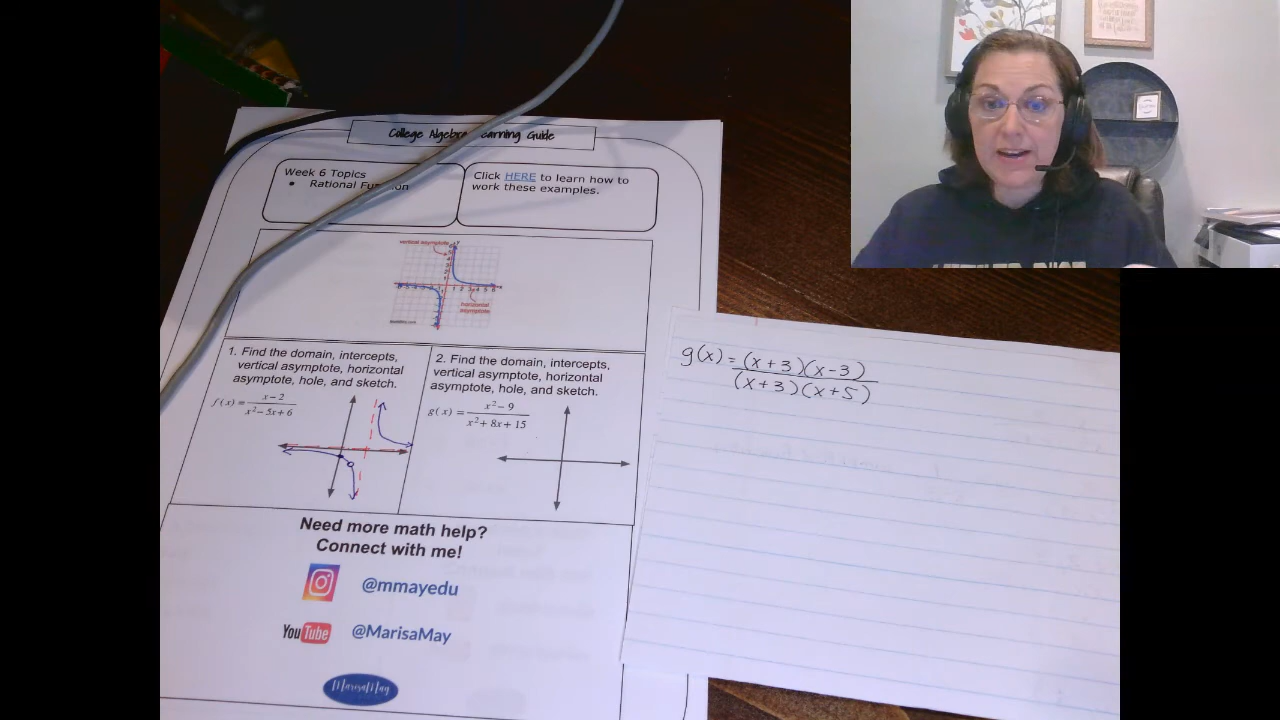 College Algebra Learning Guide
Week 6 Topics
• Rational Function
Click HERE to learn how to
work these examples.
vertical asymptote
horizontal
asymptote
1. Find the domain, intercepts,
vertical asymptote, horizontal
asymptote, hole, and sketch.
f(x) = x−2 / x²−5x+6
2. Find the domain, intercepts,
vertical asymptote, horizontal
asymptote, hole, and sketch.
g(x) = x²−9 / x²+8x+15
g(x) = (x+3)(x-3) / (x+3)(x+5)
Need more math help?
Connect with me!
@mmayedu
YouTube @MarisaMay
MarisaMay